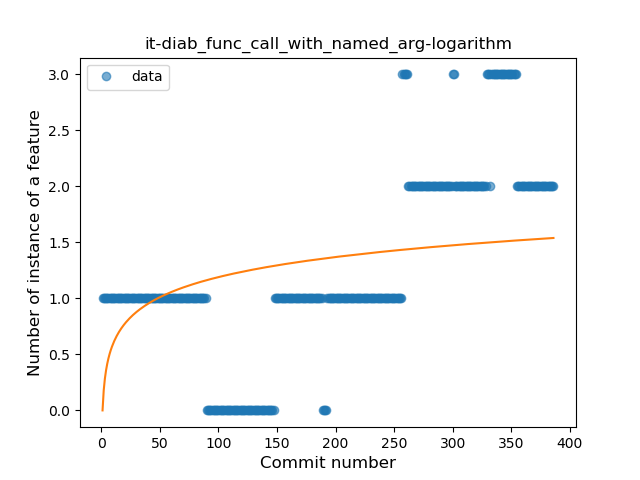 it-diab_func_call_with_named_arg-logarithm
data
Number of instance of a feature
3.0
2.5
2.0
1.5
1.0
0.5
0.0
0 50 100 150 200 250 300 350 400
Commit number